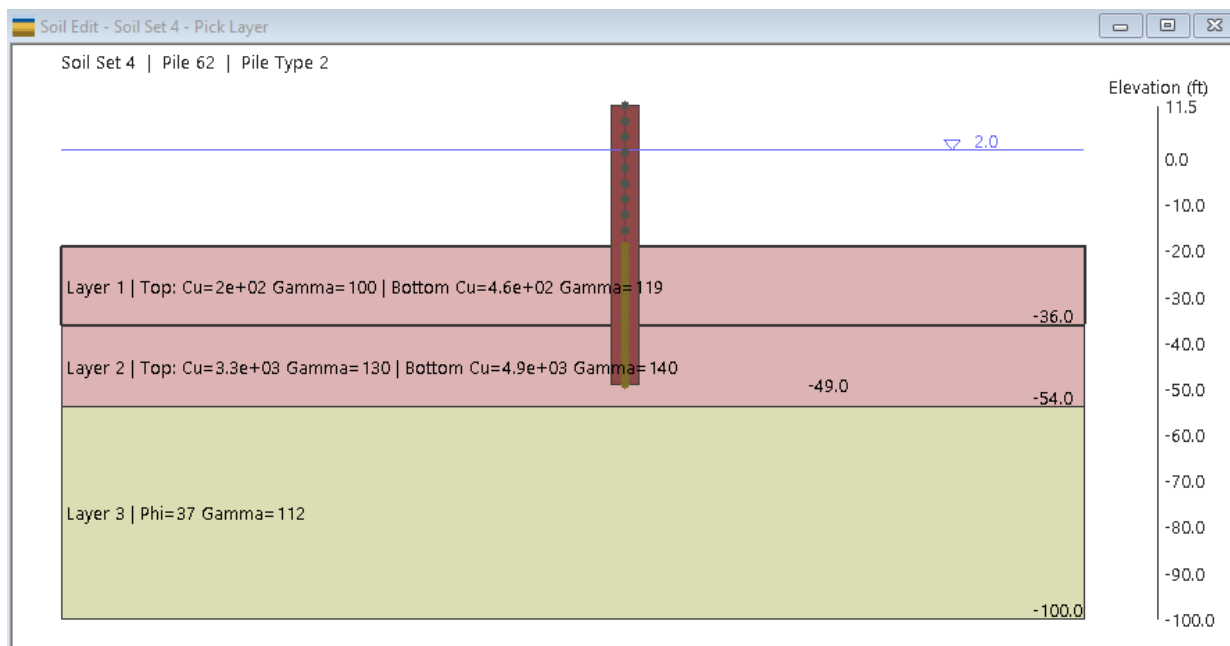 Soil Edit - Soil Set 4 - Pick Layer
Soil Set 4 | Pile 62 | Pile Type 2
Elevation (ft)
11.5
2.0
0.0
-10.0
-20.0
Layer 1 | Top: Cu=2e+02 Gamma=100 | Bottom Cu=4.6e+02 Gamma=119
-30.0
-36.0
-40.0
Layer 2 | Top: Cu=3.3e+03 Gamma=130 | Bottom Cu=4.9e+03 Gamma=140
-49.0
-50.0
-54.0
-60.0
-70.0
Layer 3 | Phi=37 Gamma=112
-80.0
-90.0
-100.0
-100.0